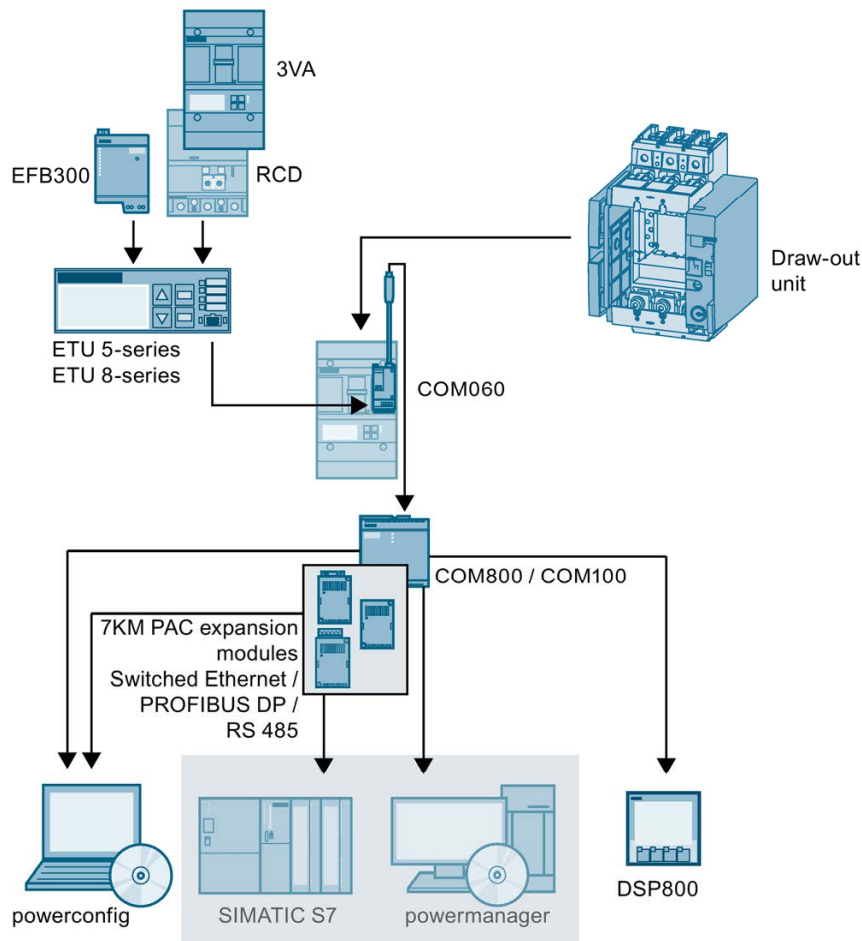 3VA
EFB300
RCD
Draw-out
unit
ETU 5-series
ETU 8-series
COM060
COM800 / COM100
7KM PAC expansion
modules
Switched Ethernet /
PROFIBUS DP /
RS 485
powerconfig
SIMATIC S7
powermanager
DSP800